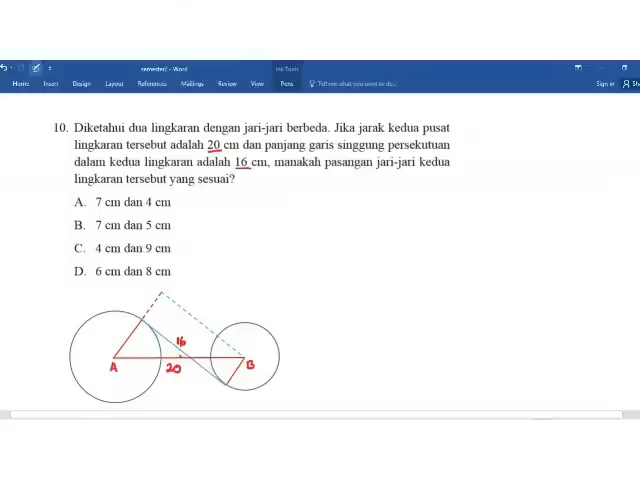 semester2 - Word
Ink Tools
Home Insert Design Layout References Mailings Review View Pens Tell me what you want to do... Sign in
10. Diketahui dua lingkaran dengan jari-jari berbeda. Jika jarak kedua pusat
lingkaran tersebut adalah 20 cm dan panjang garis singgung persekutuan
dalam kedua lingkaran adalah 16 cm, manakah pasangan jari-jari kedua
lingkaran tersebut yang sesuai?
A. 7 cm dan 4 cm
B. 7 cm dan 5 cm
C. 4 cm dan 9 cm
D. 6 cm dan 8 cm
16
A
20
B